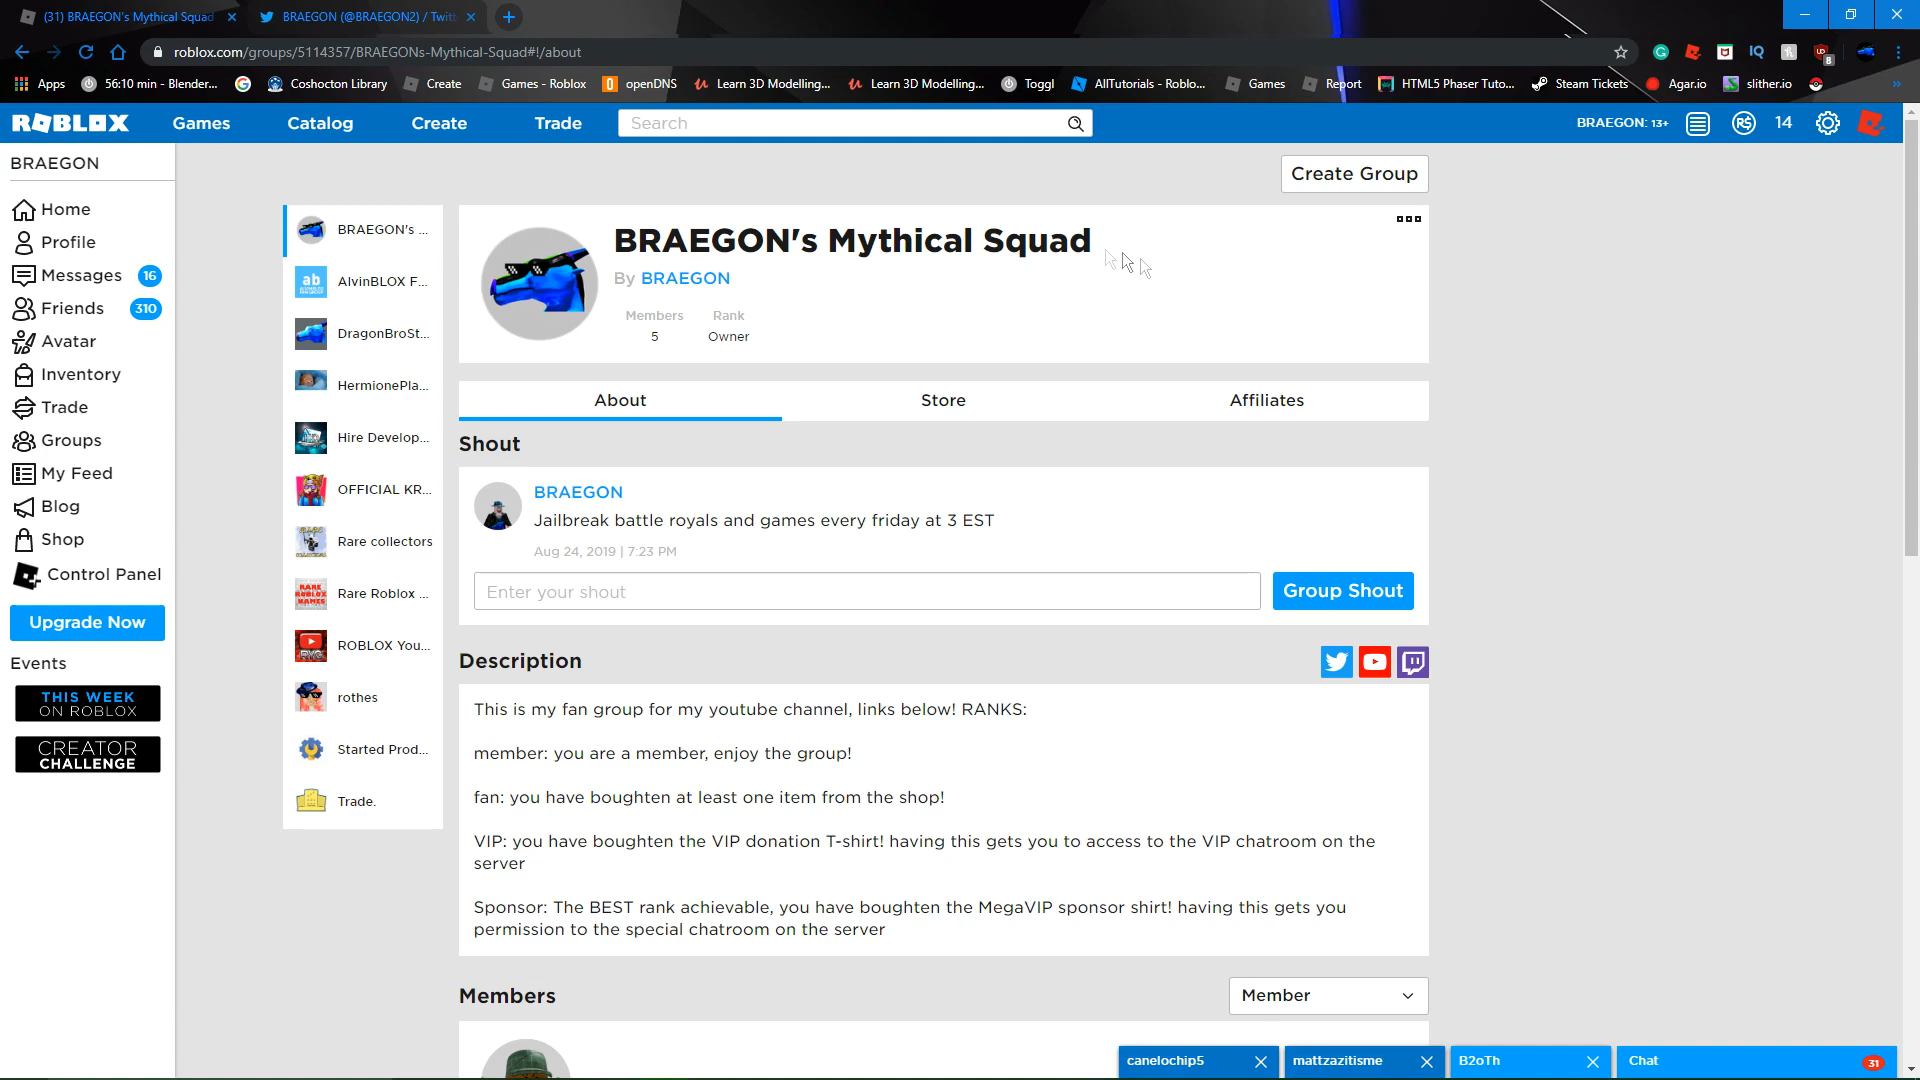 (31) BRAEGON's Mythical Squad
BRAEGON (@BRAEGON2) / Twitt
roblox.com/groups/5114357/BRAEGONs-Mythical-Squad#!/about
8
Apps
56:10 min - Blender...
Coshocton Library
Create
Games - Roblox
openDNS
Learn 3D Modelling...
Learn 3D Modelling...
Toggl
AllTutorials - Roblo...
Games
Report
HTML5 Phaser Tuto...
Steam Tickets
Agar.io
slither.io
ROBLOX
Games
Catalog
Create
Trade
Search
BRAEGON: 13+
14
BRAEGON
Home
Profile
Messages 16
Friends 310
Avatar
Inventory
Trade
Groups
My Feed
Blog
Shop
Control Panel
Upgrade Now
Events
THIS WEEK
ON ROBLOX
CREATOR
CHALLENGE
BRAEGON's ...
ab
AlvinBLOX F...
DragonBroSt...
HermionePla...
Hire Develop...
OFFICIAL KR...
Rare collectors
RARE ROBLOX GAMES
Rare Roblox ...
ROBLOX You...
rothes
Started Prod...
Trade.
Create Group
BRAEGON's Mythical Squad
By BRAEGON
Members
5
Rank
Owner
About
Store
Affiliates
Shout
BRAEGON
Jailbreak battle royals and games every friday at 3 EST
Aug 24, 2019 | 7:23 PM
Enter your shout
Group Shout
Description
This is my fan group for my youtube channel, links below! RANKS:
member: you are a member, enjoy the group!
fan: you have boughten at least one item from the shop!
VIP: you have boughten the VIP donation T-shirt! having this gets you to access to the VIP chatroom on the
server
Sponsor: The BEST rank achievable, you have boughten the MegaVIP sponsor shirt! having this gets you
permission to the special chatroom on the server
Members
Member
canelochip5
mattzazitisme
B2oTh
Chat
31